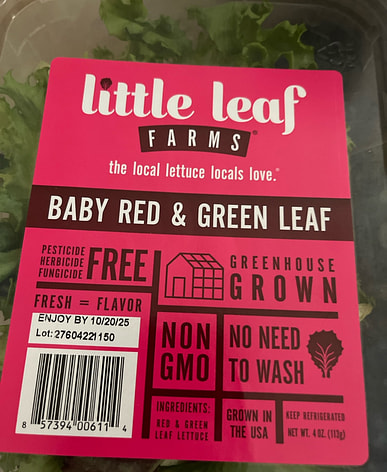 little leaf
FARMS®
the local lettuce locals love.®
BABY RED & GREEN LEAF
PESTICIDE
HERBICIDE
FUNGICIDE
FREE
GREENHOUSE
GROWN
FRESH = FLAVOR
ENJOY BY 10/20/25
Lot: 27604221150
NON
GMO
NO NEED
TO WASH
8 57394 00611 4
INGREDIENTS:
RED & GREEN
LEAF LETTUCE
GROWN IN
THE USA
KEEP REFRIGERATED
NET WT. 4 OZ. (113g)